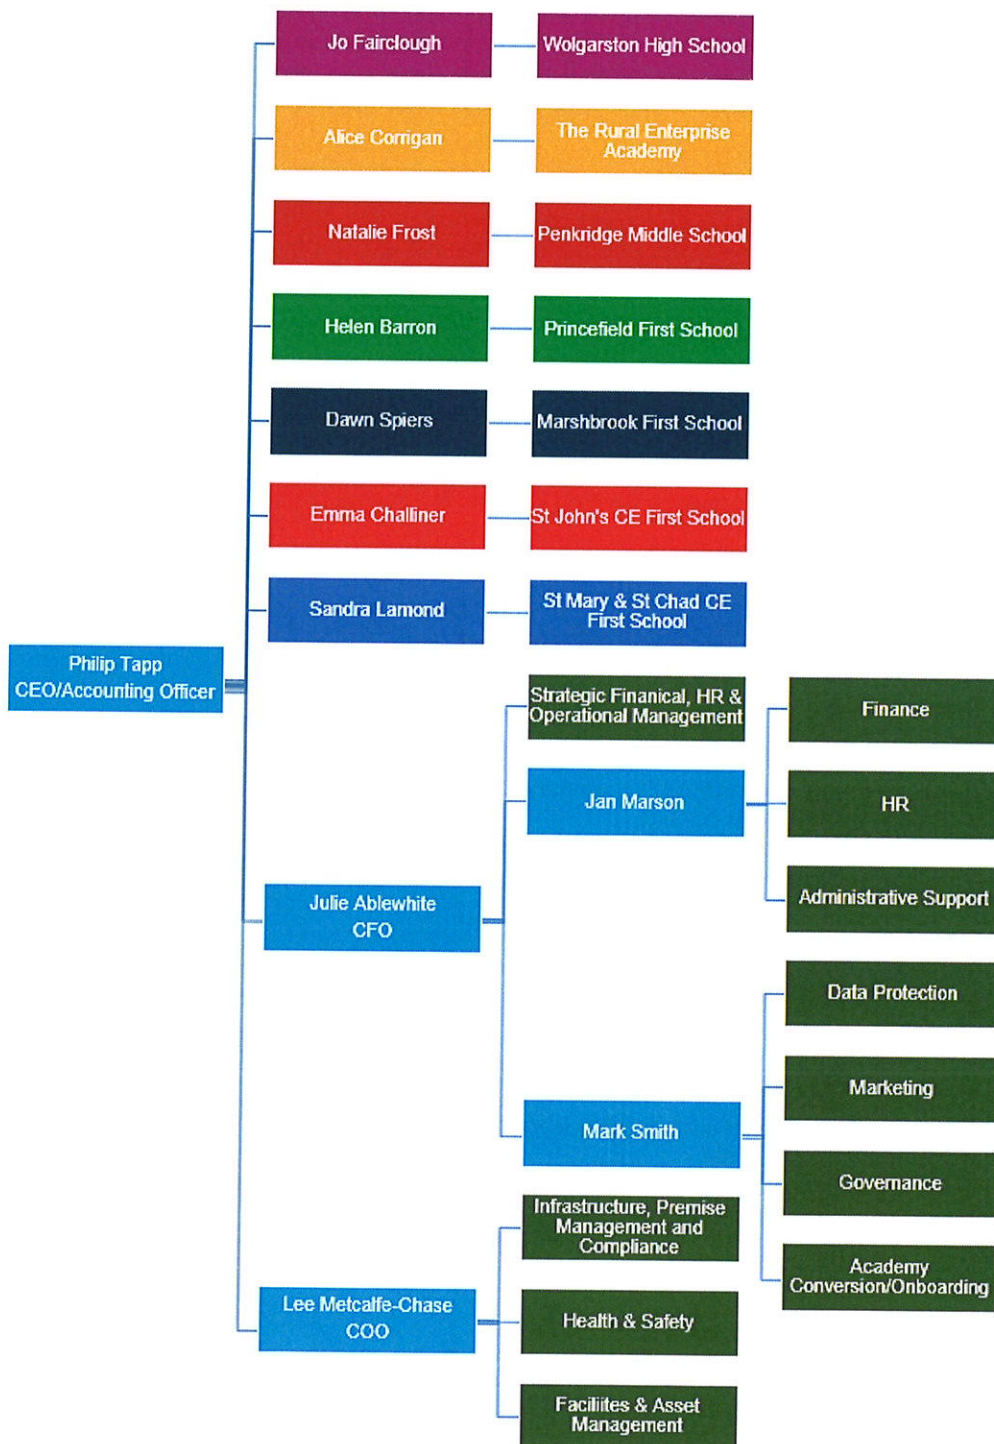 Jo Fairclough
Wolgarston High School
Alice Corrigan
The Rural Enterprise
Academy
Natalie Frost
Penkridge Middle School
Helen Barron
Princefield First School
Dawn Spiers
Marshbrook First School
Emma Challiner
St John's CE First School
Sandra Lamond
St Mary & St Chad CE
First School
Philip Tapp
CEO/Accounting Officer
Strategic Finanical, HR &
Operational Management
Finance
Jan Marson
HR
Administrative Support
Julie Ablewhite
CFO
Data Protection
Marketing
Mark Smith
Governance
Academy
Conversion/Onboarding
Infrastructure, Premise
Management and
Compliance
Lee Metcalfe-Chase
COO
Health & Safety
Faciliites & Asset
Management